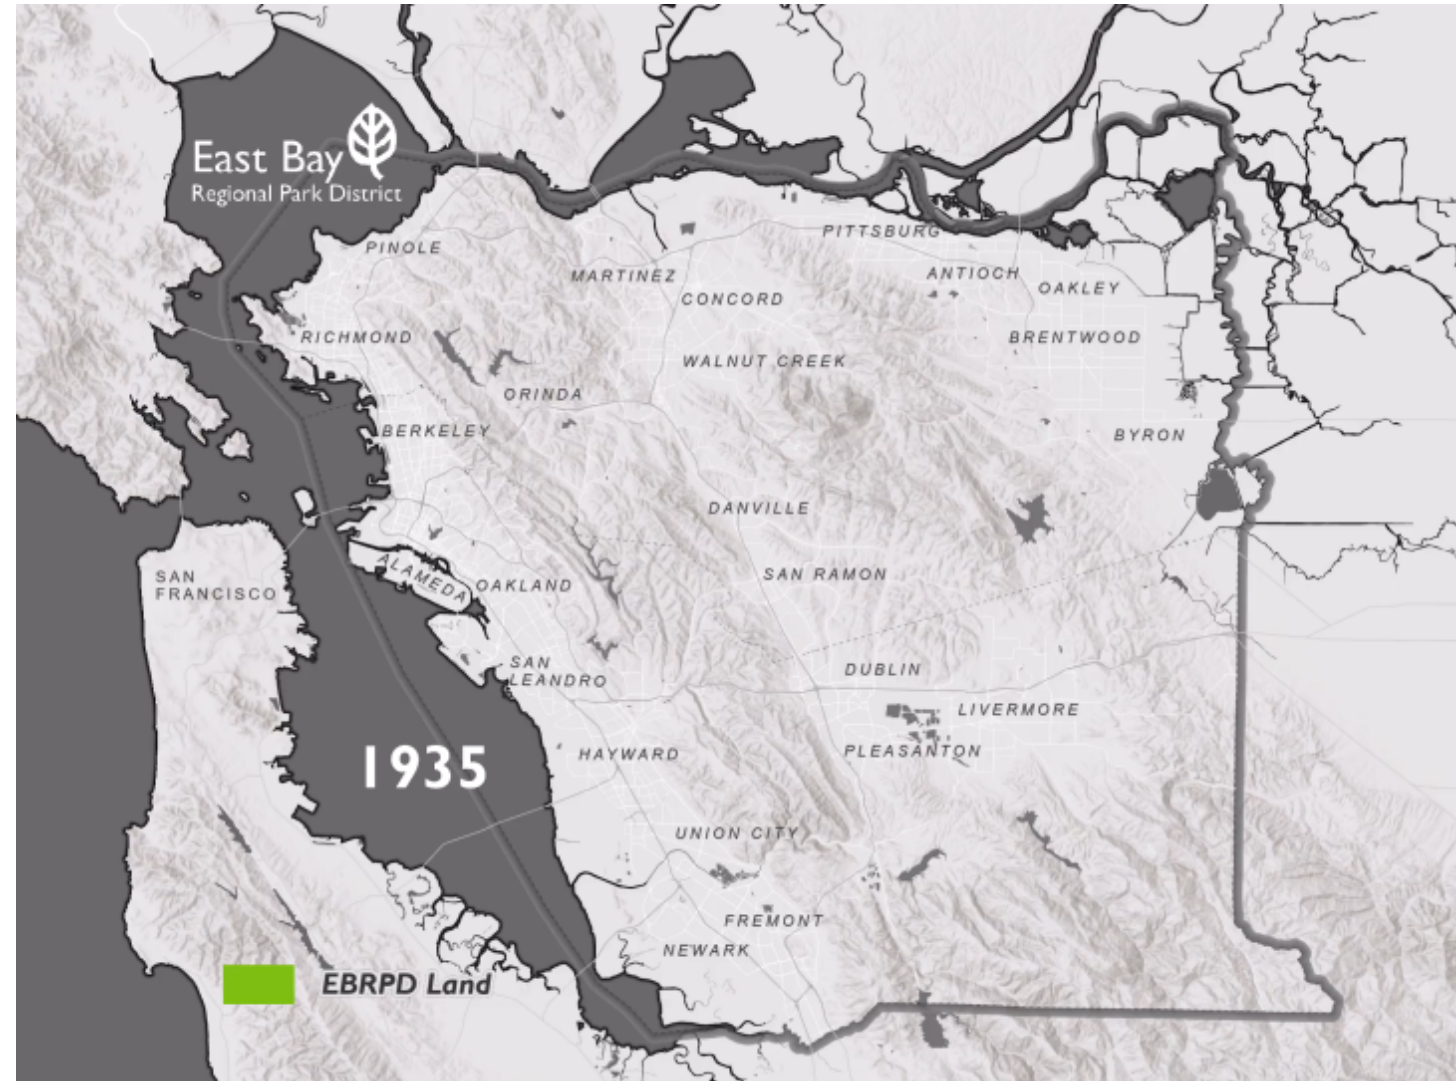 East Bay
Regional Park District
PINOLE
PITTSBURG
MARTINEZ
ANTIOCH
CONCORD
OAKLEY
RICHMOND
BRENTWOOD
WALNUT CREEK
ORINDA
BERKELEY
BYRON
DANVILLE
SAN
FRANCISCO
ALAMEDA
OAKLAND
SAN RAMON
SAN
LEANDRO
DUBLIN
LIVERMORE
1935
HAYWARD
PLEASANTON
UNION CITY
FREMONT
NEWARK
EBRPD Land